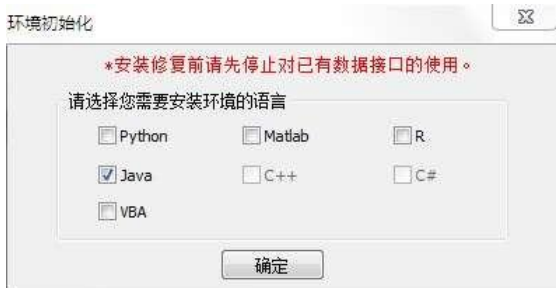 环境初始化
*安装修复前请先停止对已有数据接口的使用。
请选择您需要安装环境的语言
Python Matlab R
Java C++ C#
VBA
确定